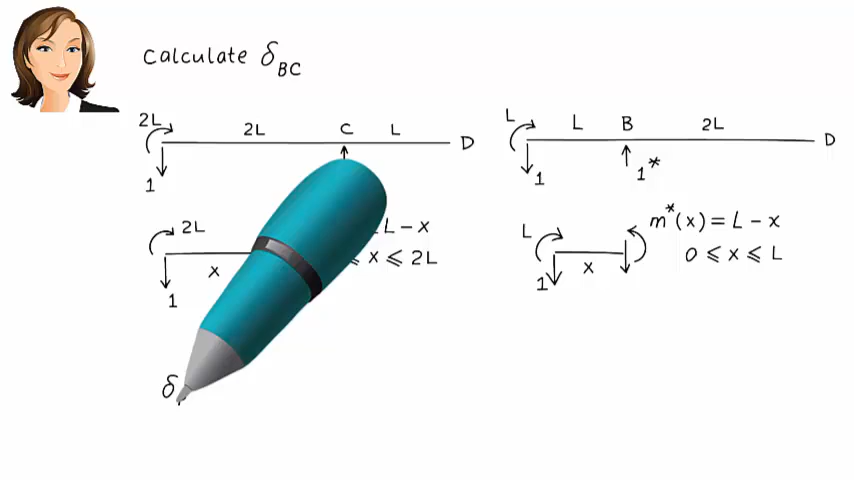 Calculate δBC
2L 2L C L D
1
L L B 2L D
1 1*
2L L – x
x ⩽ x ⩽ 2L
1
L m*(x) = L – x
x 0 ⩽ x ⩽ L
1
δ